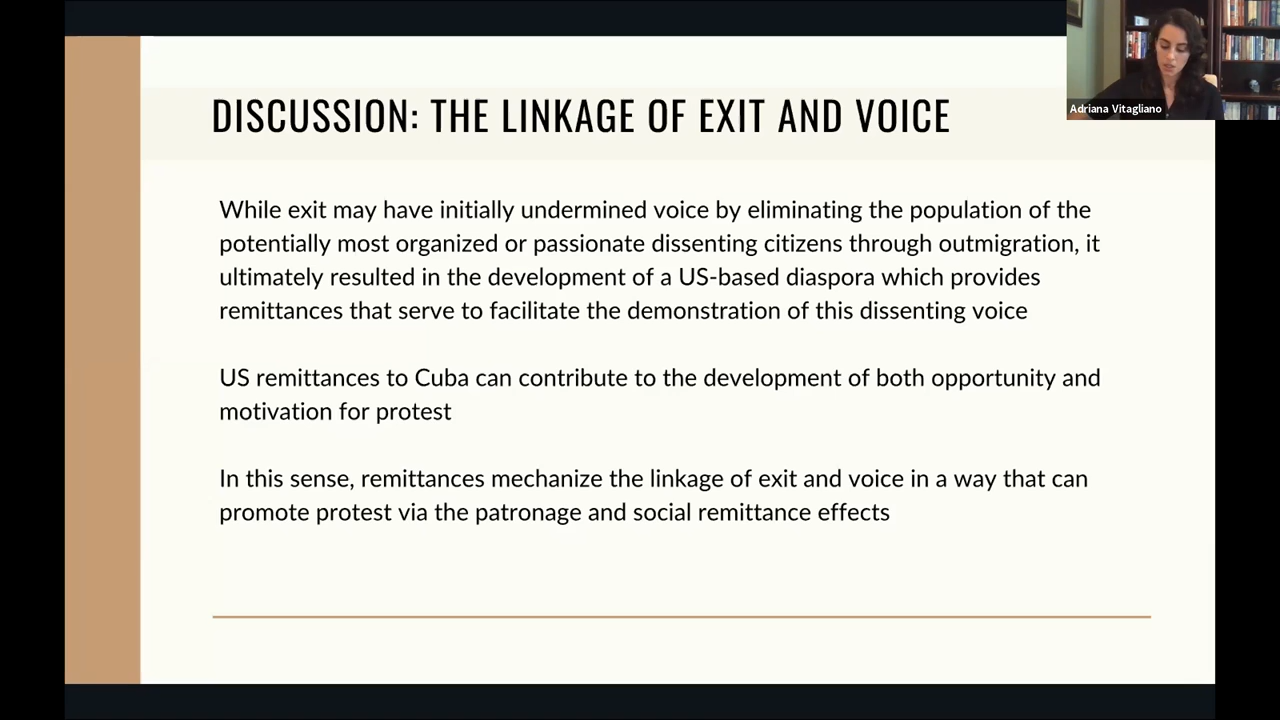 DISCUSSION: THE LINKAGE OF EXIT AND VOICE
Adriana Vitagliano
While exit may have initially undermined voice by eliminating the population of the
potentially most organized or passionate dissenting citizens through outmigration, it
ultimately resulted in the development of a US-based diaspora which provides
remittances that serve to facilitate the demonstration of this dissenting voice
US remittances to Cuba can contribute to the development of both opportunity and
motivation for protest
In this sense, remittances mechanize the linkage of exit and voice in a way that can
promote protest via the patronage and social remittance effects